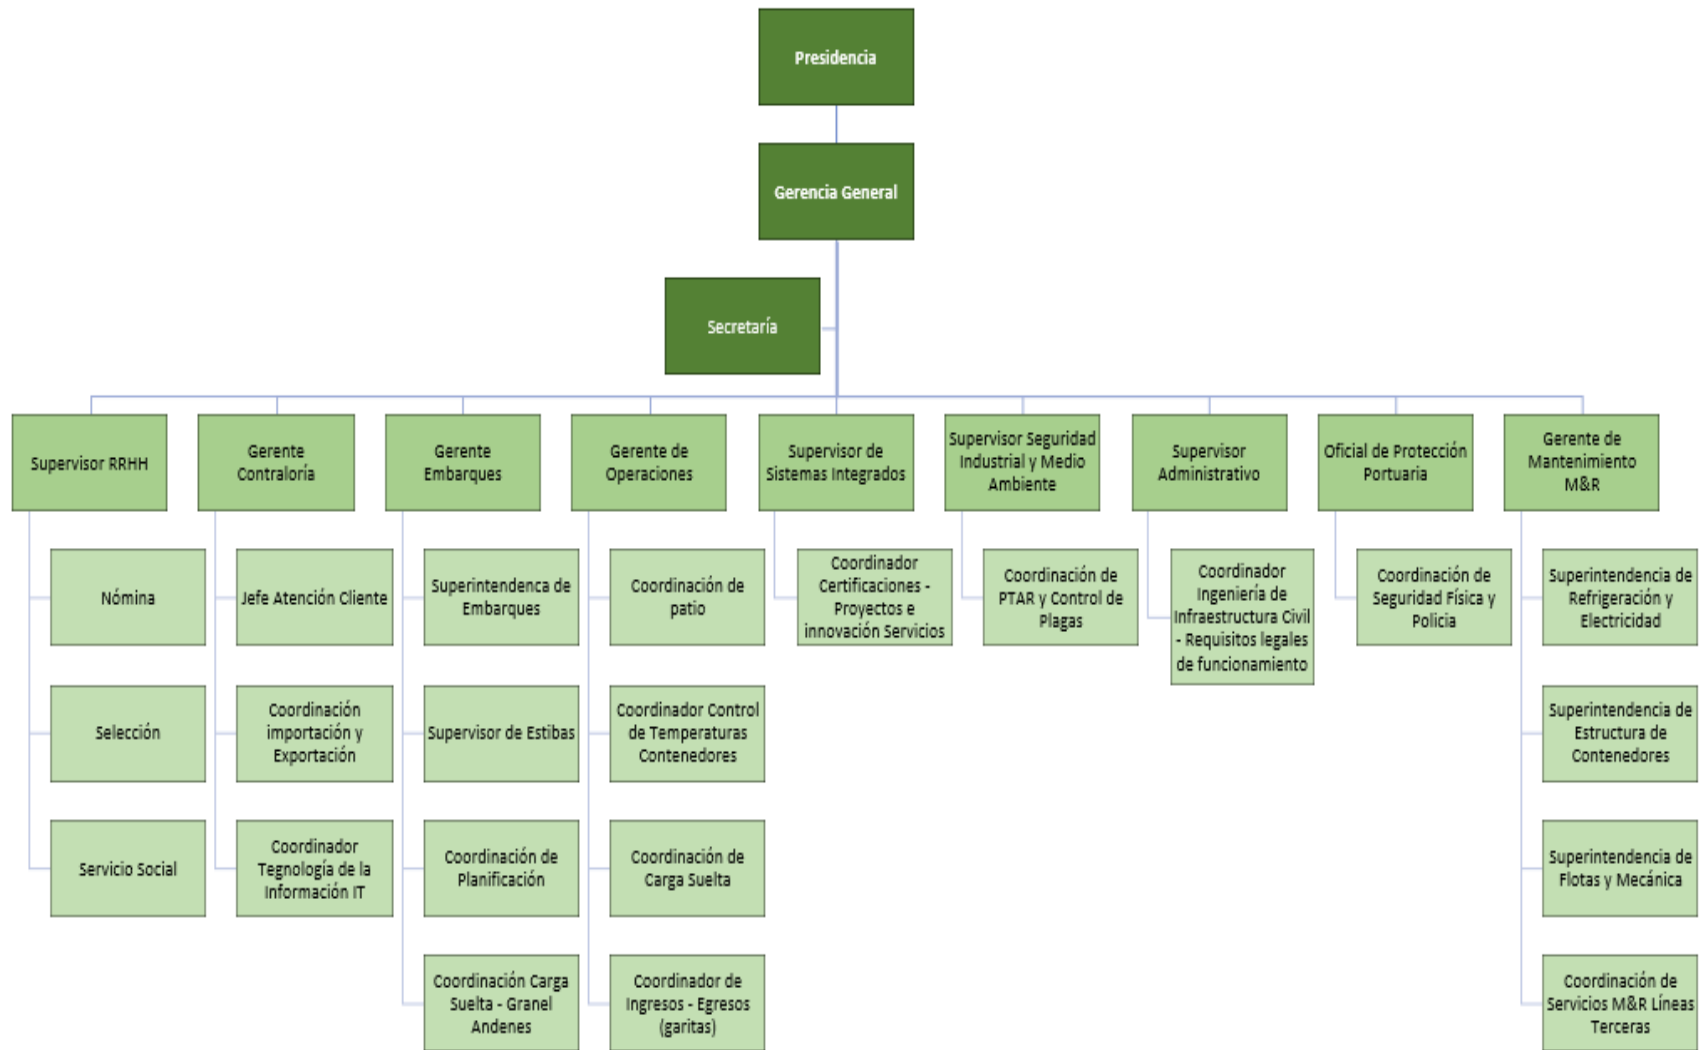 Presidencia
Gerencia General
Secretaría
Supervisor RRHH
Gerente
Contraloría
Gerente
Embarques
Gerente de
Operaciones
Supervisor de
Sistemas Integrados
Supervisor Seguridad
Industrial y Medio
Ambiente
Supervisor
Administrativo
Oficial de Protección
Portuaria
Gerente de
Mantenimiento
M&R
Nómina
Jefe Atención Cliente
Superintendenca de
Embarques
Coordinación de
patio
Coordinador
Certificaciones -
Proyectos e
innovación Servicios
Coordinación de
PTAR y Control de
Plagas
Coordinador
Ingeniería de
Infraestructura Civil
- Requisitos legales
de funcionamiento
Coordinación de
Seguridad Física y
Policia
Superintendencia de
Refrigeración y
Electricidad
Selección
Coordinación
importación y
Exportación
Supervisor de Estibas
Coordinador Control
de Temperaturas
Contenedores
Superintendencia de
Estructura de
Contenedores
Servicio Social
Coordinador
Tegnología de la
Información IT
Coordinación de
Planificación
Coordinación de
Carga Suelta
Superintendencia de
Flotas y Mecánica
Coordinación Carga
Suelta - Granel
Andenes
Coordinador de
Ingresos - Egresos
(garitas)
Coordinación de
Servicios M&R Líneas
Terceras